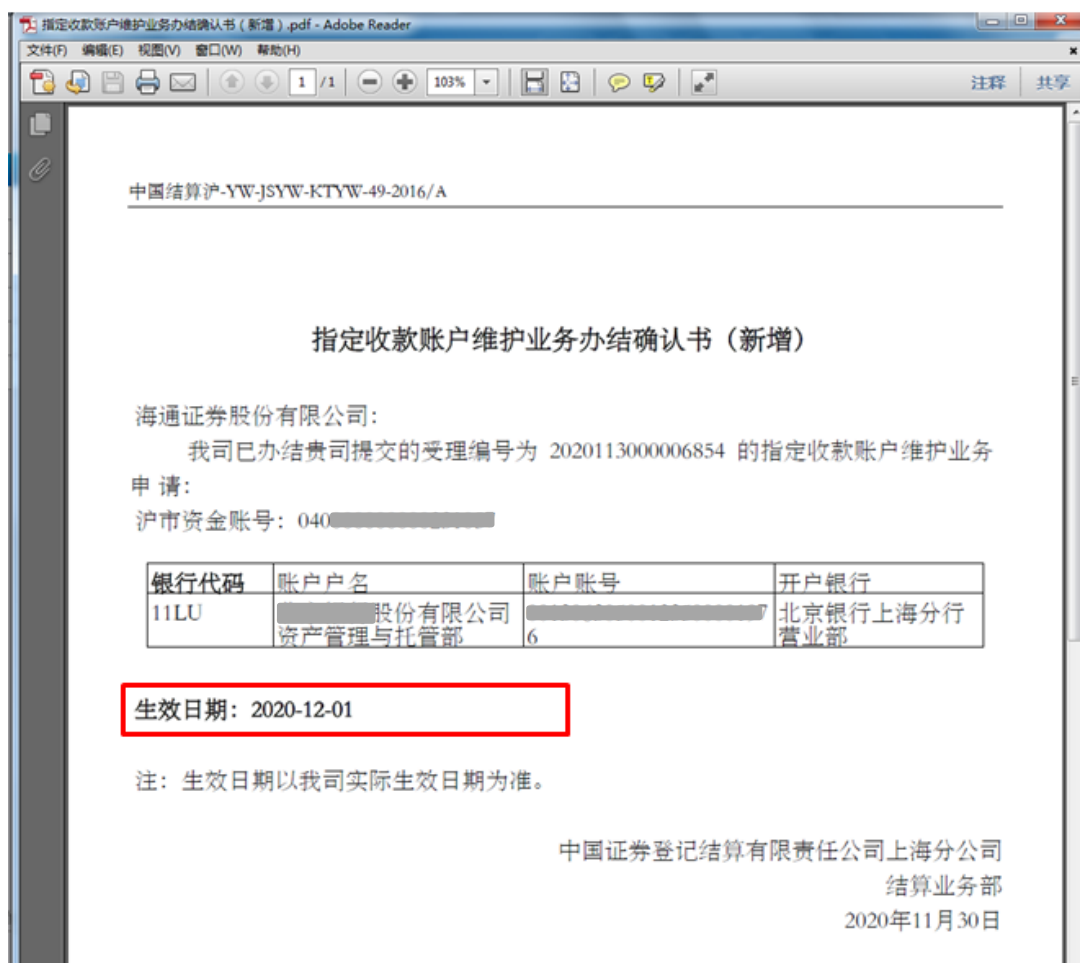 指定收款账户维护业务办结确认书（新增）.pdf - Adobe Reader
文件(F) 编辑(E) 视图(V) 窗口(W) 帮助(H)
1 /1 103% 注释 共享
中国结算沪-YW-JSYW-KTYW-49-2016/A
指定收款账户维护业务办结确认书（新增）
海通证券股份有限公司：
我司已办结贵司提交的受理编号为 2020113000006854 的指定收款账户维护业务
申 请：
沪市资金账号：040
银行代码 账户户名 账户账号 开户银行
11LU 股份有限公司 7 北京银行上海分行
资产管理与托管部 6 营业部
生效日期：2020-12-01
注：生效日期以我司实际生效日期为准。
中国证券登记结算有限责任公司上海分公司
结算业务部
2020年11月30日